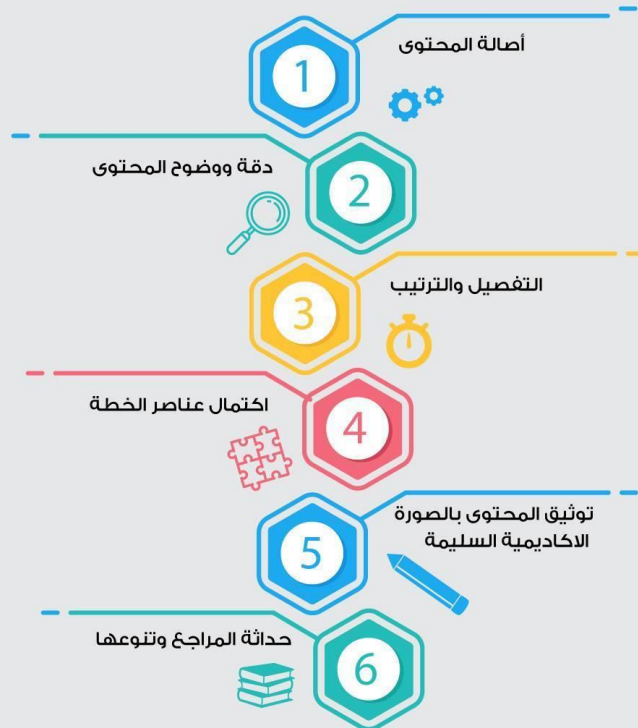 1
أصالة المحتوى
2
دقة ووضوح المحتوى
3
التفصيل والترتيب
4
اكتمال عناصر الخطة
5
توثيق المحتوى بالصورة
الاكاديمية السليمة
6
حداثة المراجع وتنوعها